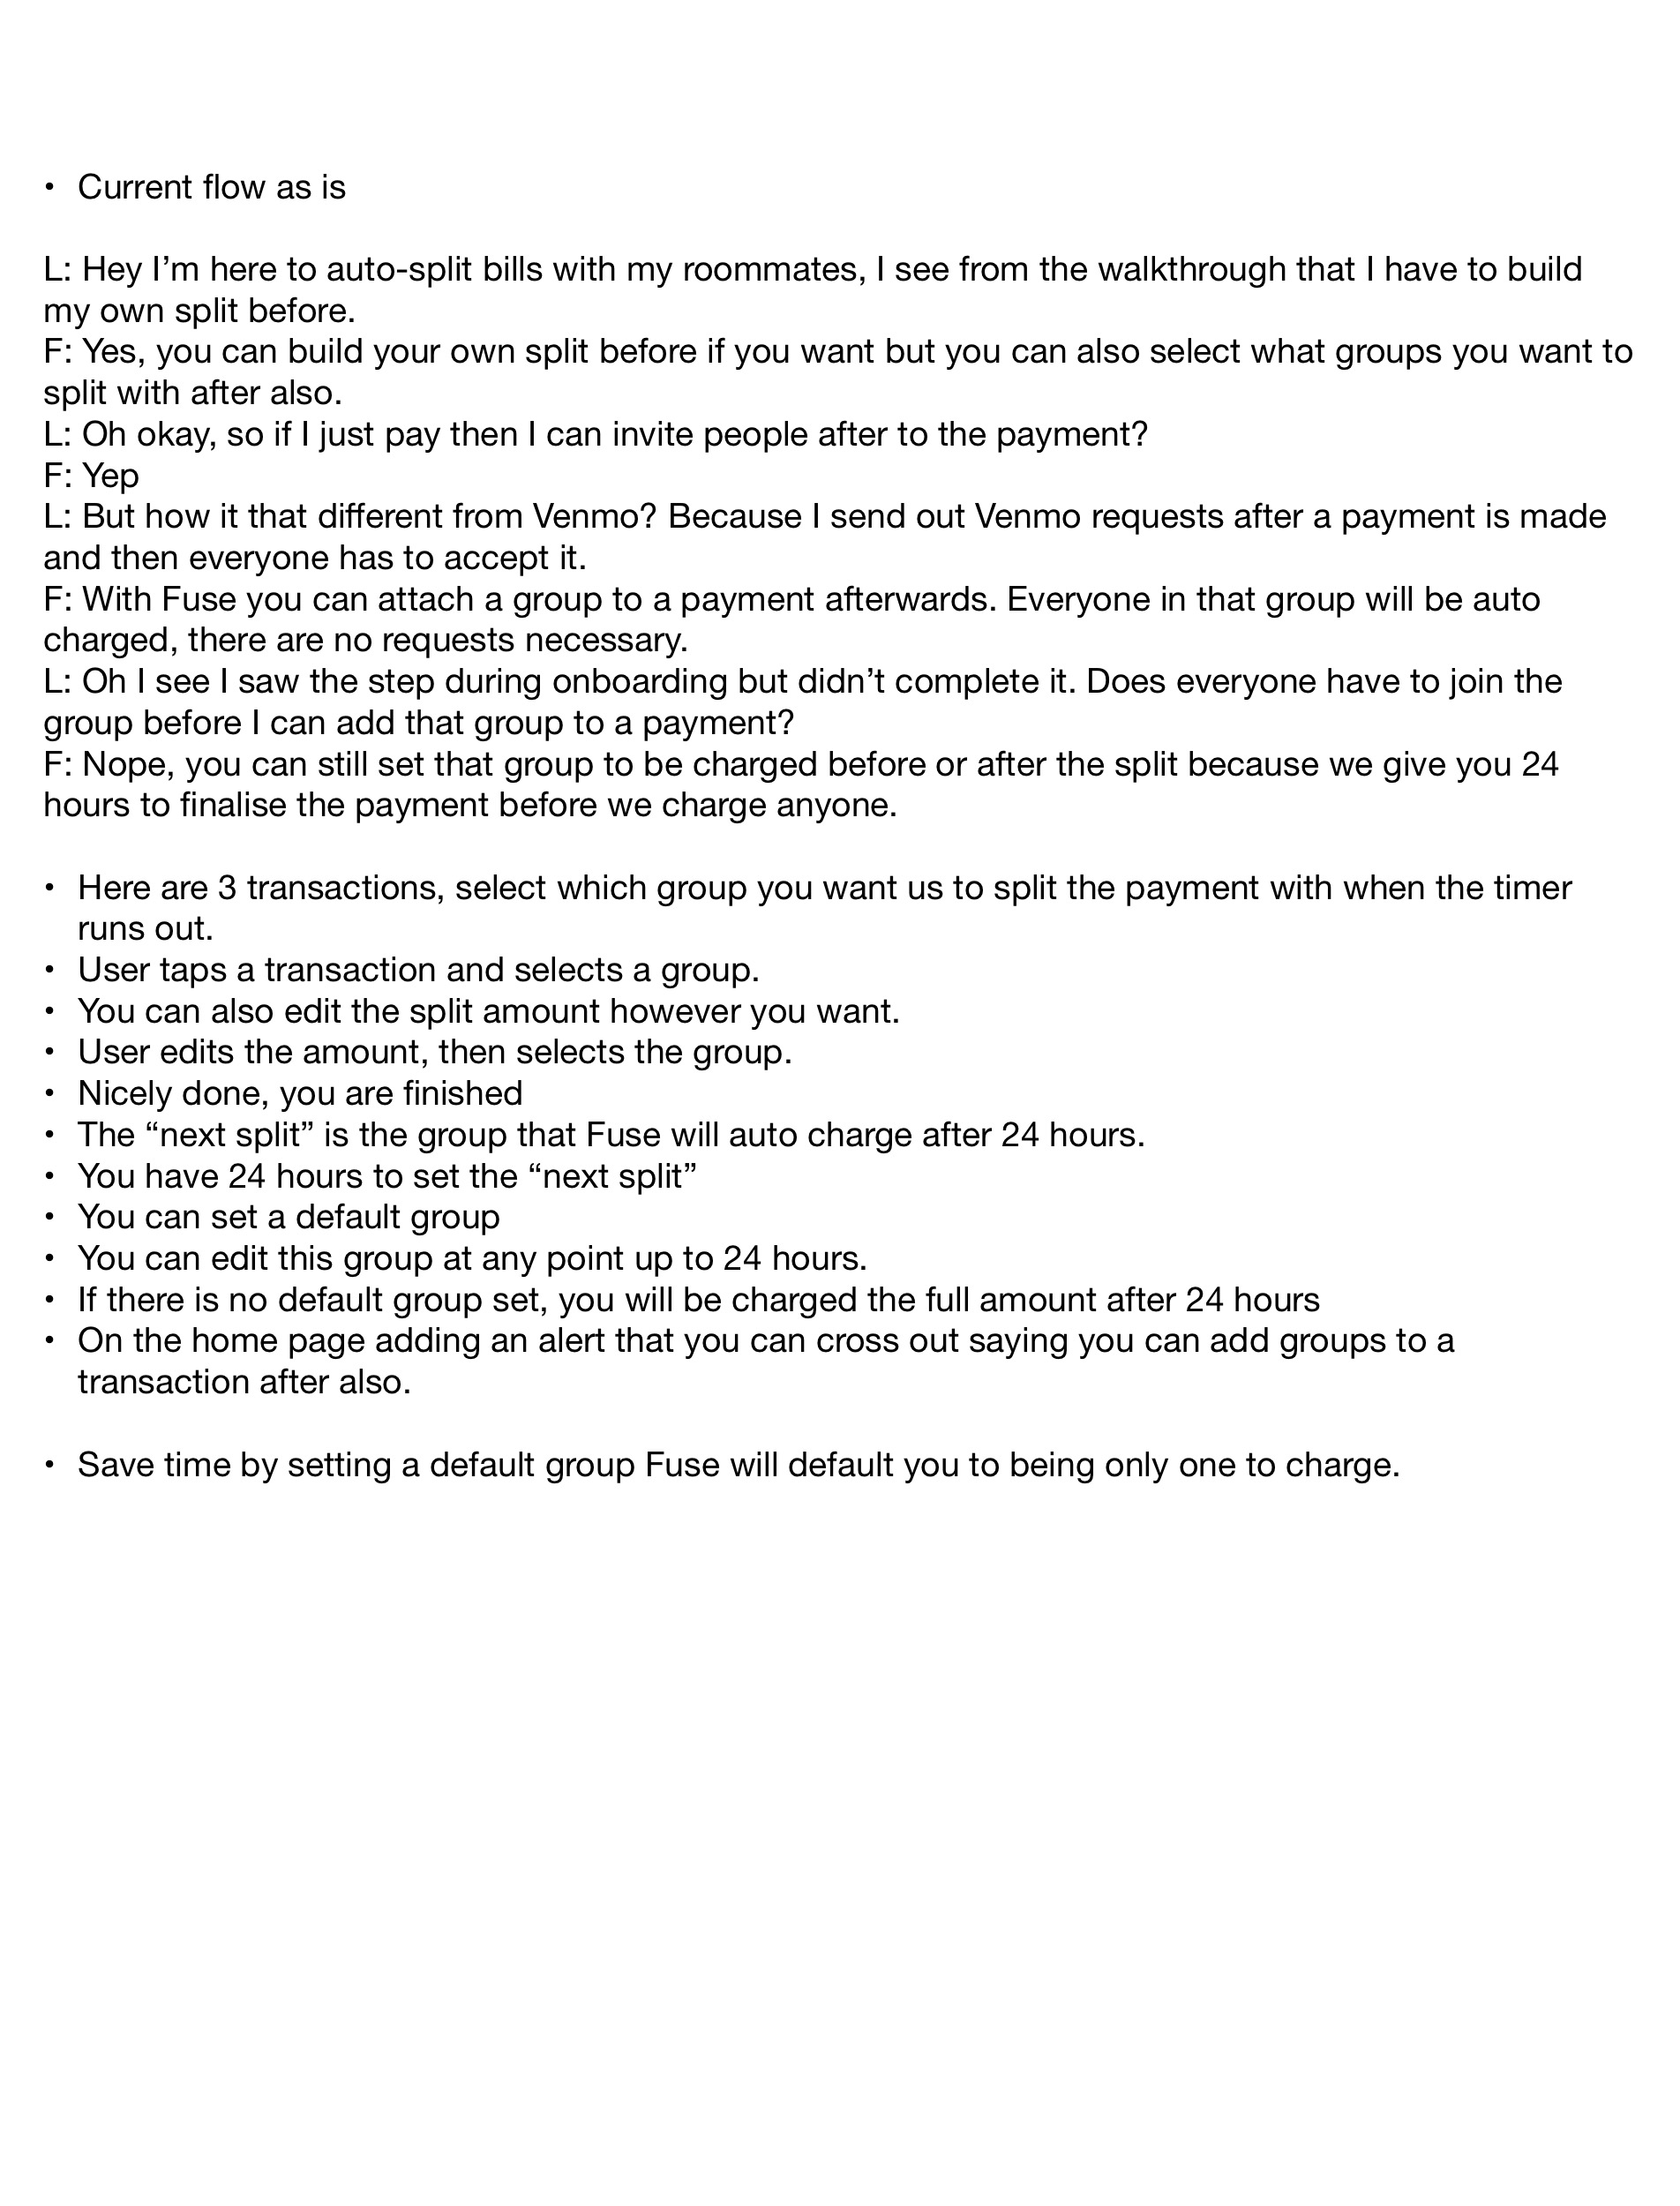 • Current flow as is
L: Hey I’m here to auto-split bills with my roommates, I see from the walkthrough that I have to build
my own split before.
F: Yes, you can build your own split before if you want but you can also select what groups you want to
split with after also.
L: Oh okay, so if I just pay then I can invite people after to the payment?
F: Yep
L: But how it that different from Venmo? Because I send out Venmo requests after a payment is made
and then everyone has to accept it.
F: With Fuse you can attach a group to a payment afterwards. Everyone in that group will be auto
charged, there are no requests necessary.
L: Oh I see I saw the step during onboarding but didn’t complete it. Does everyone have to join the
group before I can add that group to a payment?
F: Nope, you can still set that group to be charged before or after the split because we give you 24
hours to finalise the payment before we charge anyone.
• Here are 3 transactions, select which group you want us to split the payment with when the timer
runs out.
• User taps a transaction and selects a group.
• You can also edit the split amount however you want.
• User edits the amount, then selects the group.
• Nicely done, you are finished
• The “next split” is the group that Fuse will auto charge after 24 hours.
• You have 24 hours to set the “next split”
• You can set a default group
• You can edit this group at any point up to 24 hours.
• If there is no default group set, you will be charged the full amount after 24 hours
• On the home page adding an alert that you can cross out saying you can add groups to a
transaction after also.
• Save time by setting a default group Fuse will default you to being only one to charge.